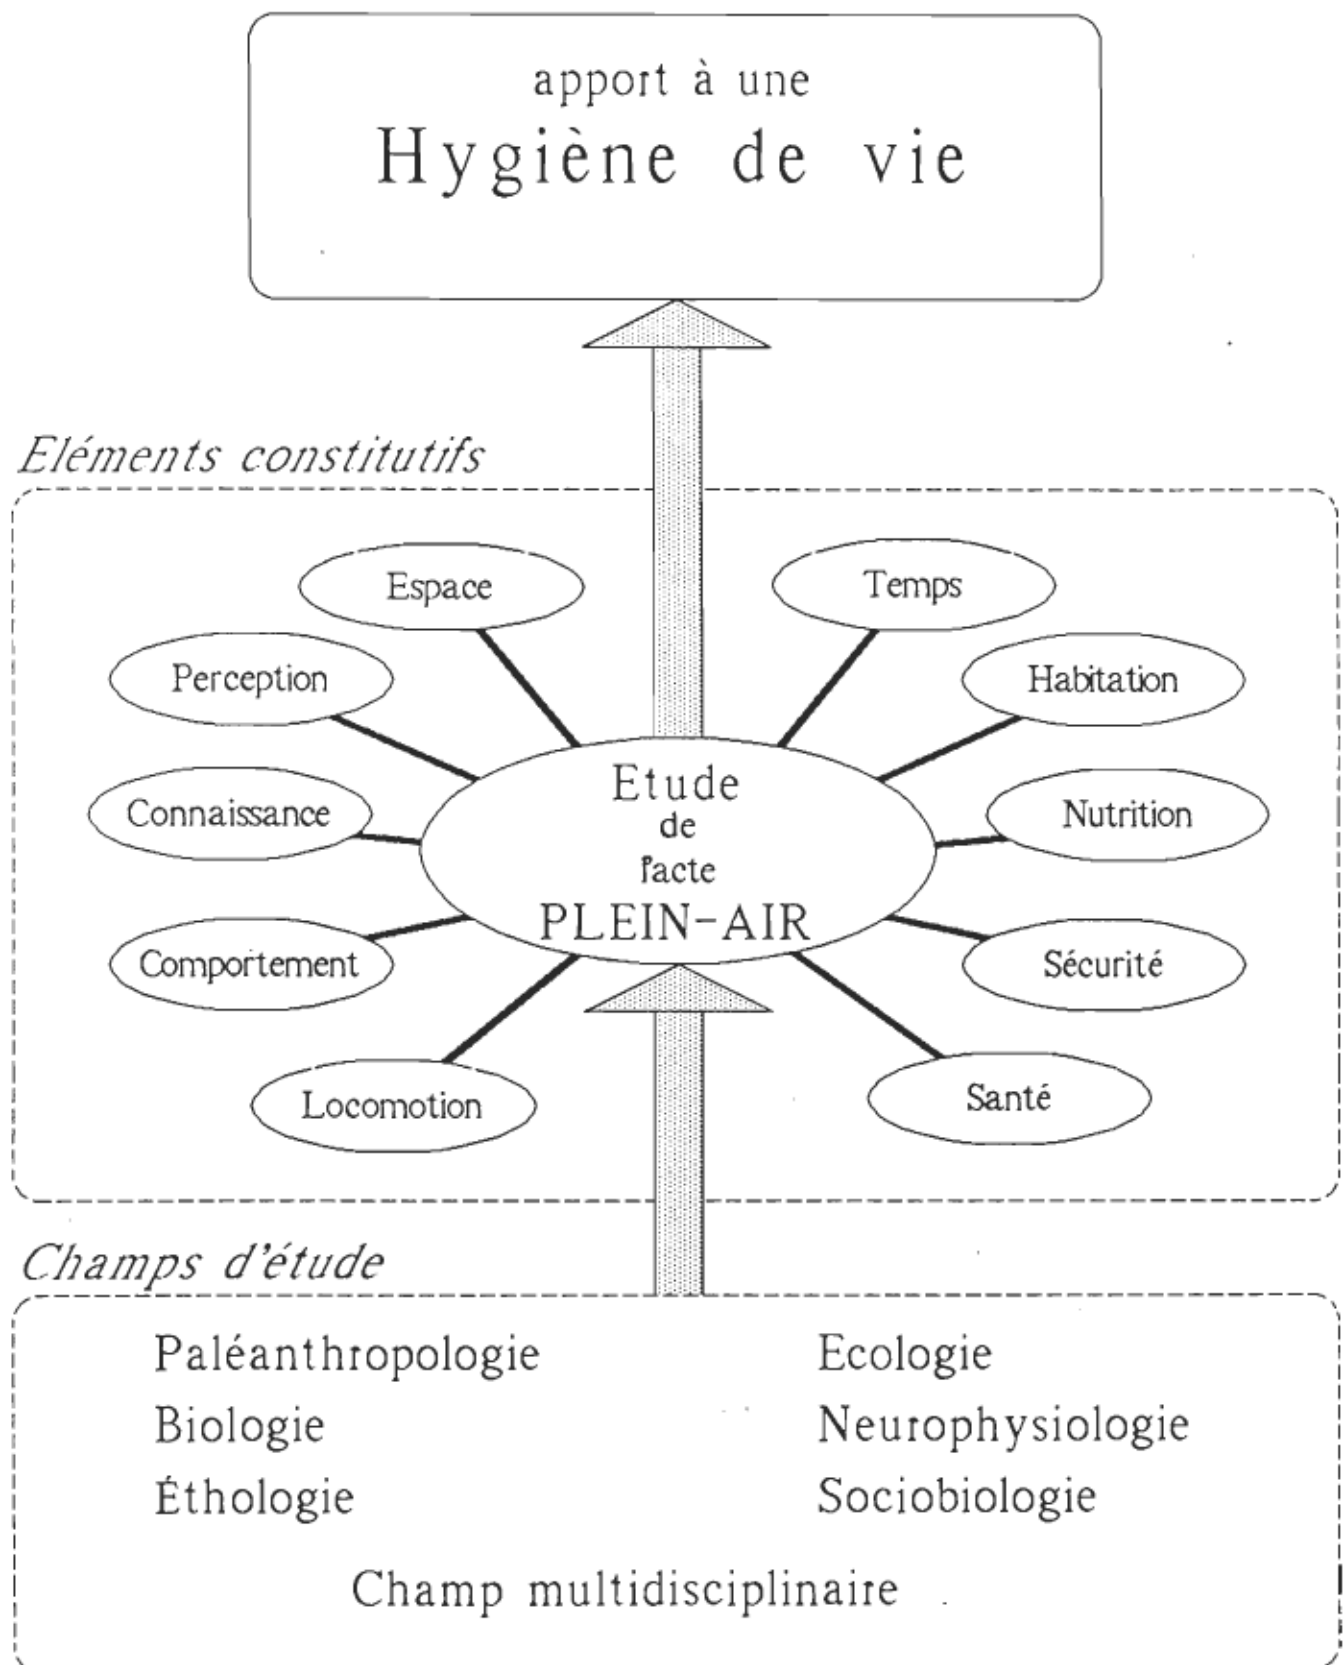 apport à une
Hygiène de vie
Eléments constitutifs
Espace
Temps
Perception
Habitation
Connaissance
Nutrition
Etude
de
l'acte
PLEIN-AIR
Comportement
Sécurité
Locomotion
Santé
Champs d'étude
Paléanthropologie
Ecologie
Biologie
Neurophysiologie
Éthologie
Sociobiologie
Champ multidisciplinaire